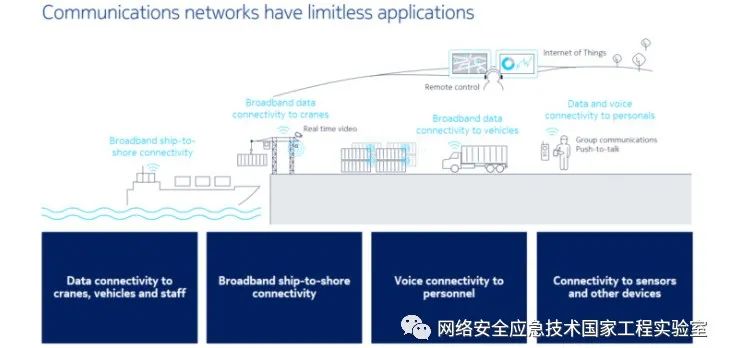 Communications networks have limitless applications
Internet of Things
Remote control
Broadband data
connectivity to cranes
Real time video
Broadband data
connectivity to vehicles
Data and voice
connectivity to personals
Group communications
Push-to-talk
Broadband ship-to-
shore connectivity
Data connectivity to
cranes, vehicles and staff
Broadband ship-to-shore
connectivity
Voice connectivity to
personnel
Connectivity to sensors
and other devices
网络安全应急技术国家工程实验室